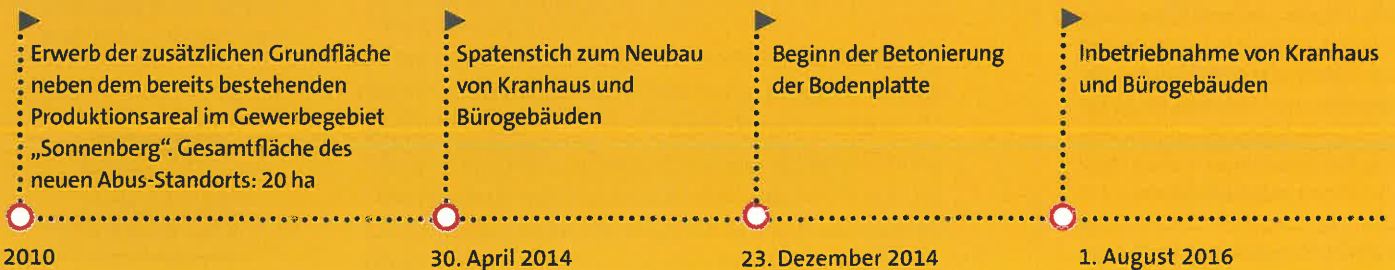 Erwerb der zusätzlichen Grundfläche
neben dem bereits bestehenden
Produktionsareal im Gewerbegebiet
„Sonnenberg“. Gesamtfläche des
neuen Abus-Standorts: 20 ha
2010
Spatenstich zum Neubau
von Kranhaus und
Bürogebäuden
30. April 2014
Beginn der Betonierung
der Bodenplatte
23. Dezember 2014
Inbetriebnahme von Kranhaus
und Bürogebäuden
1. August 2016